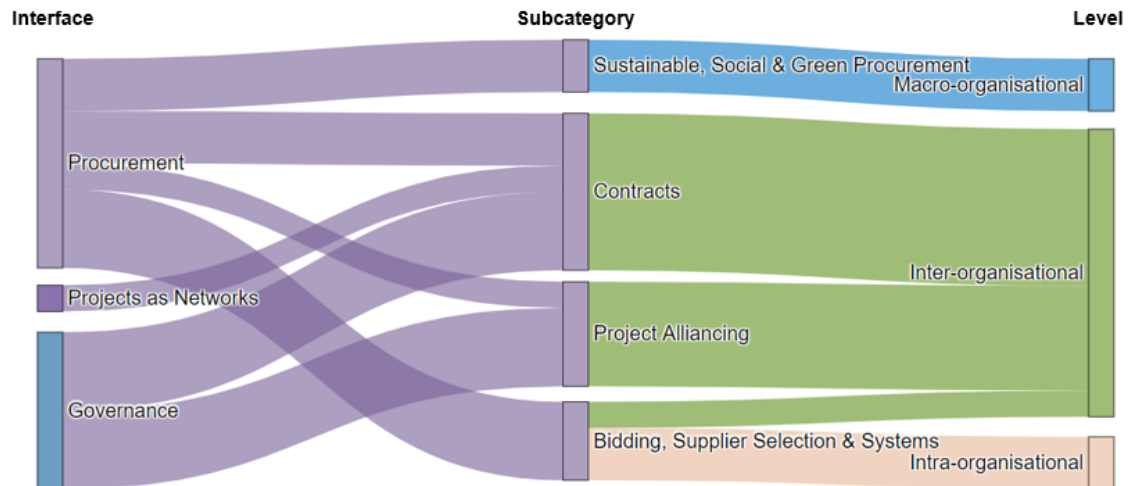 Interface
Subcategory
Level
Sustainable, Social & Green Procurement
Macro-organisational
Procurement
Contracts
Inter-organisational
Projects as Networks
Project Alliancing
Governance
Bidding, Supplier Selection & Systems
Intra-organisational